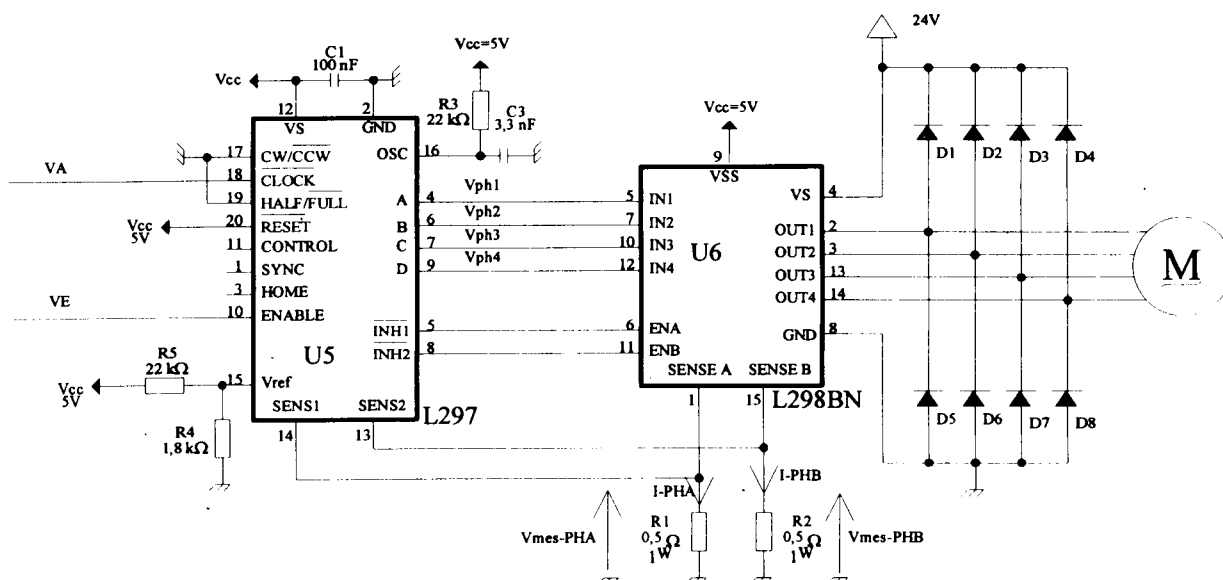 24V
Vcc=5V
C1
100 nF
Vcc
R3
22 kΩ
C3
3,3 nF
12
2
VS
GND
Vcc=5V
9
VSS
17 CW/CCW
OSC 16
VA
18 CLOCK
19 HALF/FULL
Vcc
5V
20 RESET
11 CONTROL
1 SYNC
3 HOME
VE
10 ENABLE
A 4 Vph1
B 6 Vph2
C 7 Vph3
D 9 Vph4
INH1 5
INH2 8
U5
R5
22 kΩ
Vcc
5V
15 Vref
SENS1
SENS2
L297
14
13
R4
1,8 kΩ
5 IN1
7 IN2
10 IN3
12 IN4
U6
6 ENA
11 ENB
VS 4
OUT1 2
OUT2 3
OUT3 13
OUT4 14
GND 8
SENSE A
SENSE B
1
15
L298BN
D1
D2
D3
D4
M
D5
D6
D7
D8
I-PHA
I-PHB
Vmes-PHA
R1
0,5 Ω
1W
R2
0,5 Ω
1W
Vmes-PHB